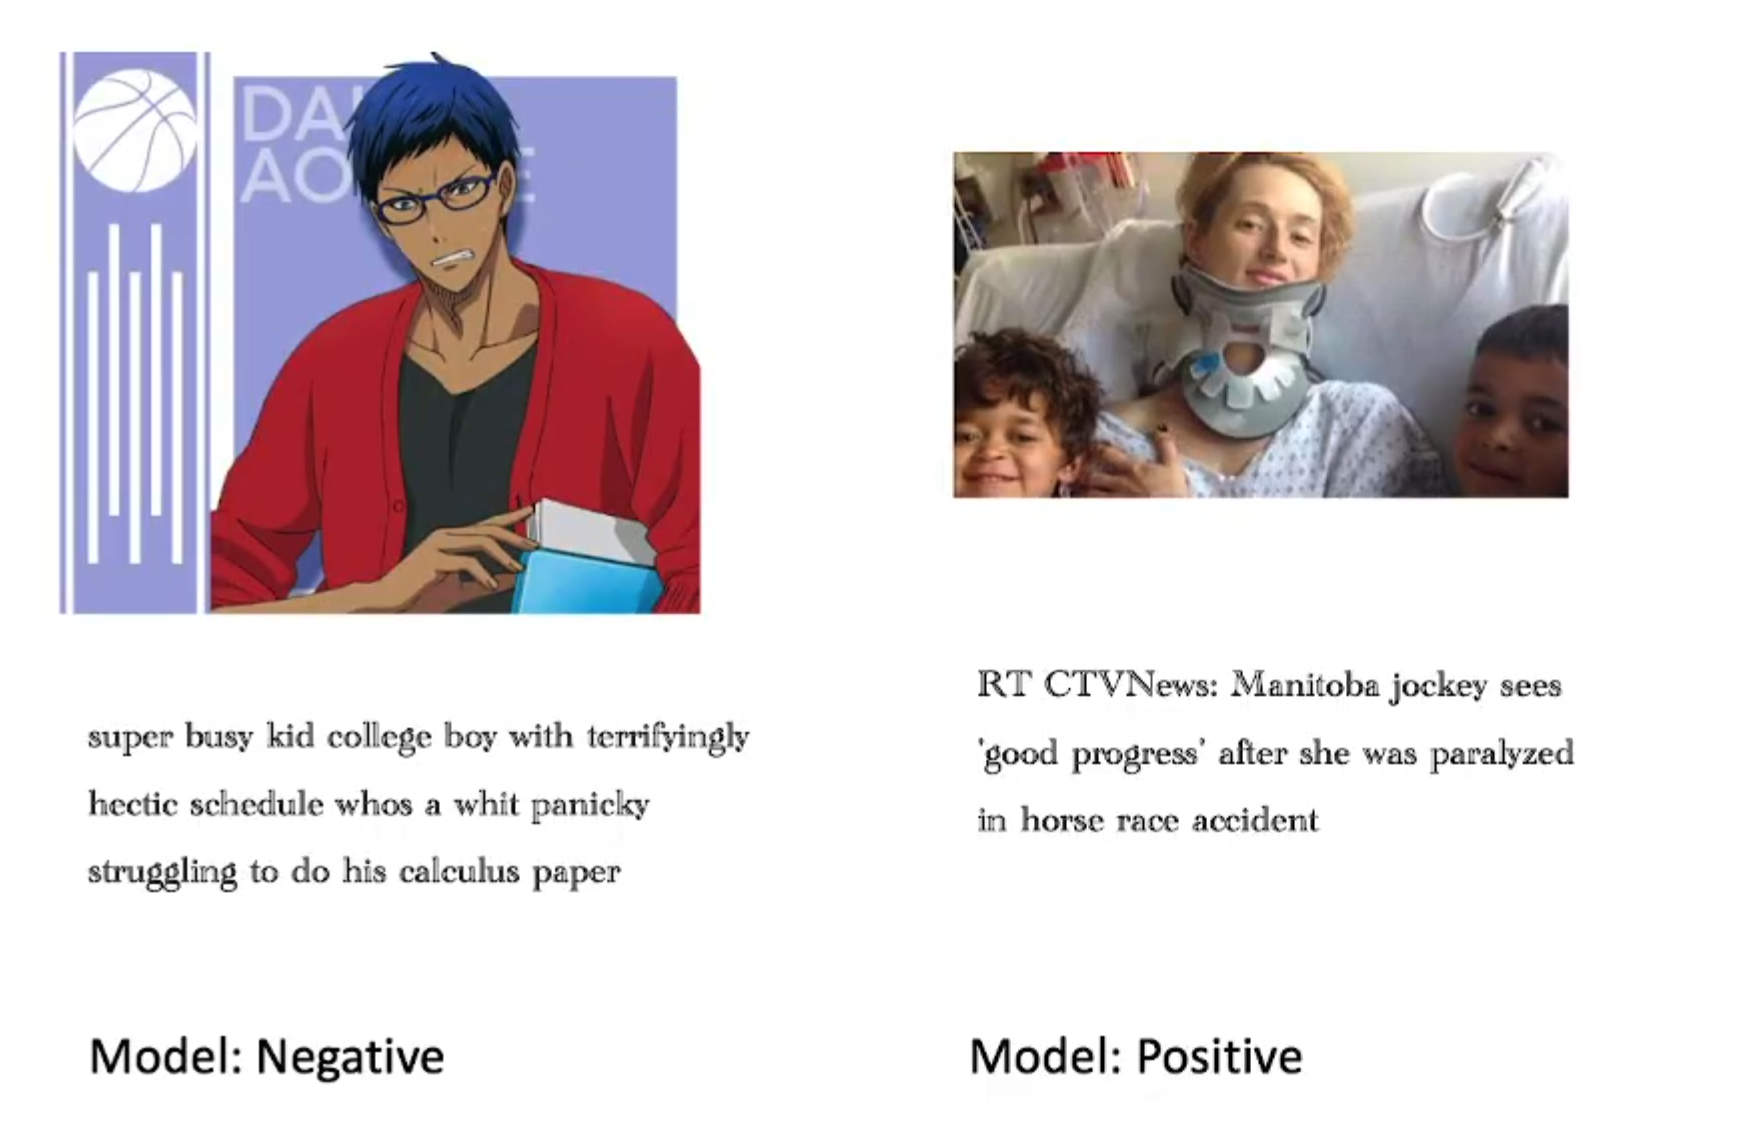 DAI
AO E
super busy kid college boy with terrifyingly
hectic schedule whos a whit panicky
struggling to do his calculus paper
Model: Negative
RT CTVNews: Manitoba jockey sees
'good progress' after she was paralyzed
in horse race accident
Model: Positive